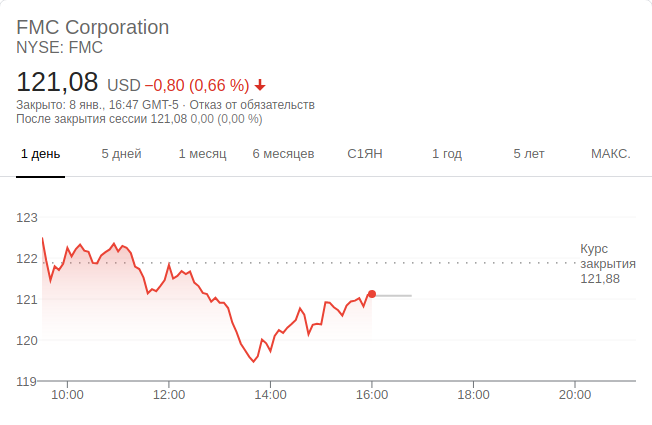 FMC Corporation
NYSE: FMC
121,08 USD −0,80 (0,66 %)
Закрыто: 8 янв., 16:47 GMT-5 · Отказ от обязательств
После закрытия сессии 121,08 0,00 (0,00 %)
1 день 5 дней 1 месяц 6 месяцев С1ЯН 1 год 5 лет МАКС.
123
Курс
122
закрытия
121,88
121
120
119
10:00 12:00 14:00 16:00 18:00 20:00